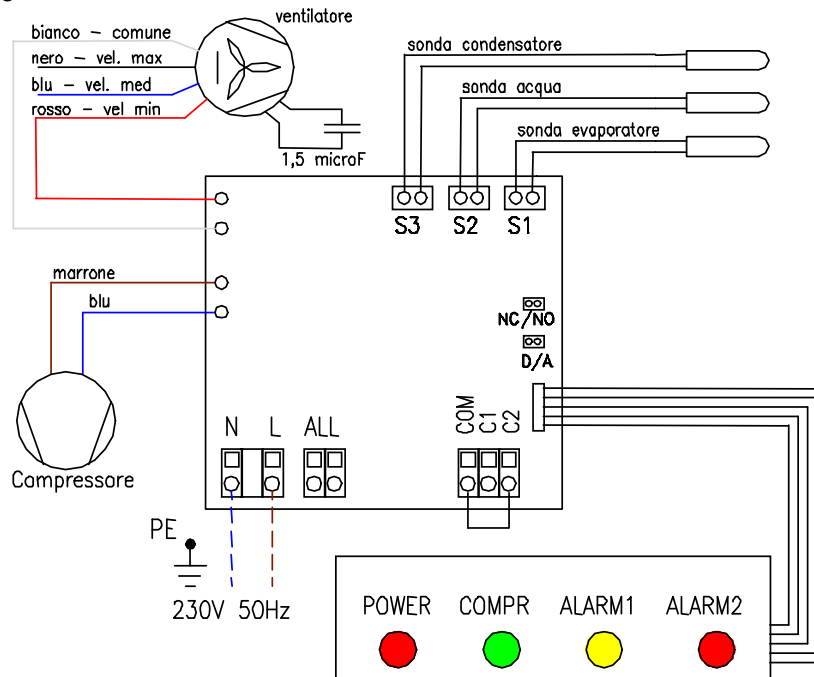 ventilatore
bianco - comune
nero - vel. max
blu - vel. med
rosso - vel min
1,5 microF
sonda condensatore
sonda acqua
sonda evaporatore
S3 S2 S1
marrone
blu
NC/NO
D/A
Compressore
N L ALL COM C1 C2
PE
230V 50Hz
POWER COMPR ALARM1 ALARM2